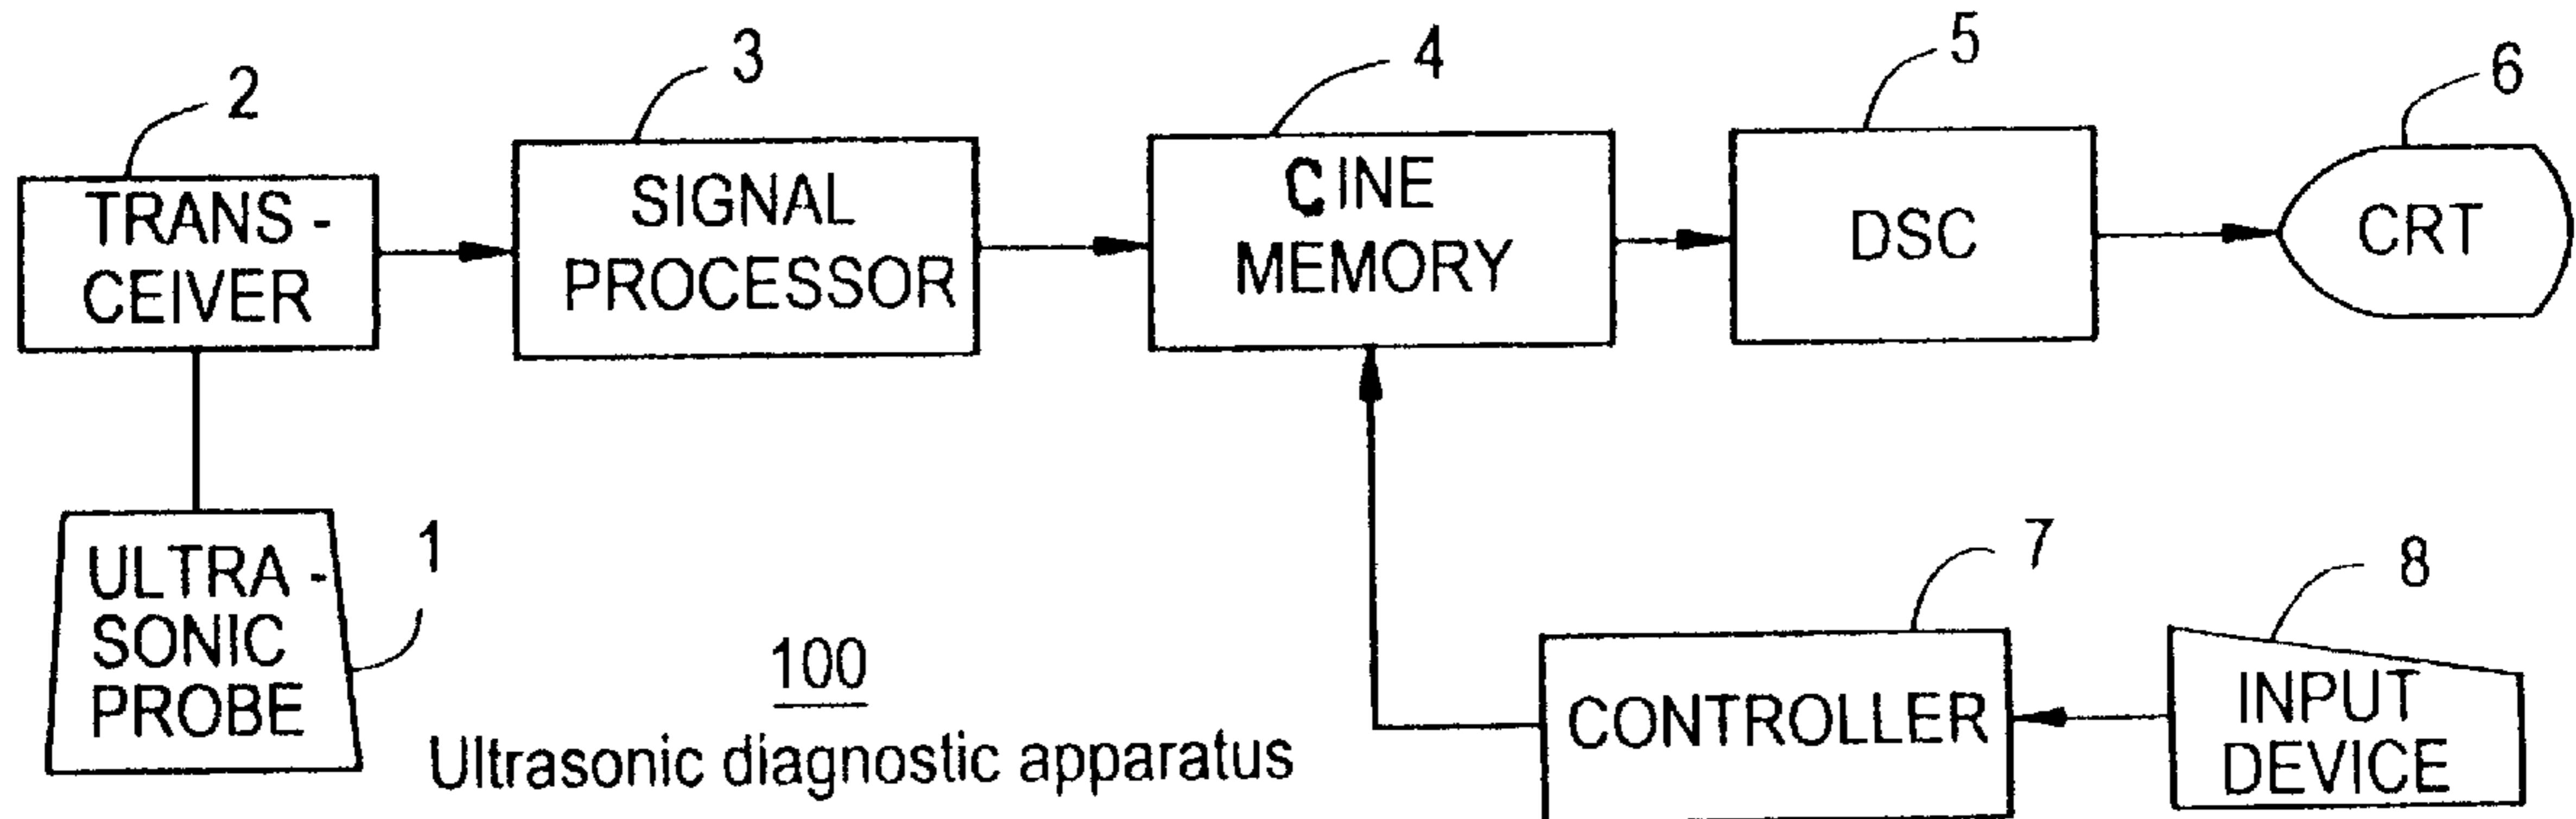 2
3
4
5
6
TRANS -
CEIVER
SIGNAL
PROCESSOR
CINE
MEMORY
DSC
CRT
ULTRA -
SONIC
PROBE
1
100
Ultrasonic diagnostic apparatus
7
CONTROLLER
8
INPUT
DEVICE